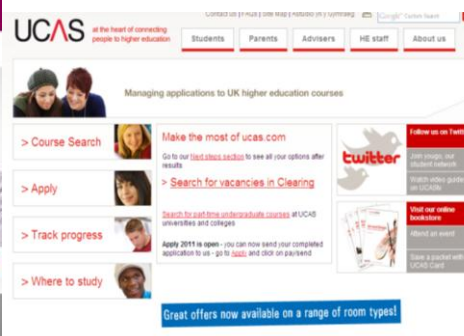 Contact us | FAQs | Site map | Studio yn Gymraeg
UCAS
at the heart of connecting
people to higher education
Students
Parents
Advisers
HE staff
About us
Managing applications to UK higher education courses
> Course Search
> Apply
> Track progress
> Where to study
Make the most of ucas.com
Go to our Next steps section to see all your options after
results
> Search for vacancies in Clearing
Search for part-time undergraduate courses at UCAS
universities and colleges
Apply 2011 is open - you can now send your completed
application to us - go to Apply and click on pay/send
twitter
Follow us on Twitt
Join yougo, our
student network
Watch video guides
on UCAStv
Visit our online
bookstore
Attend an event
Save a packet with
UCAS Card
Great offers now available on a range of room types!